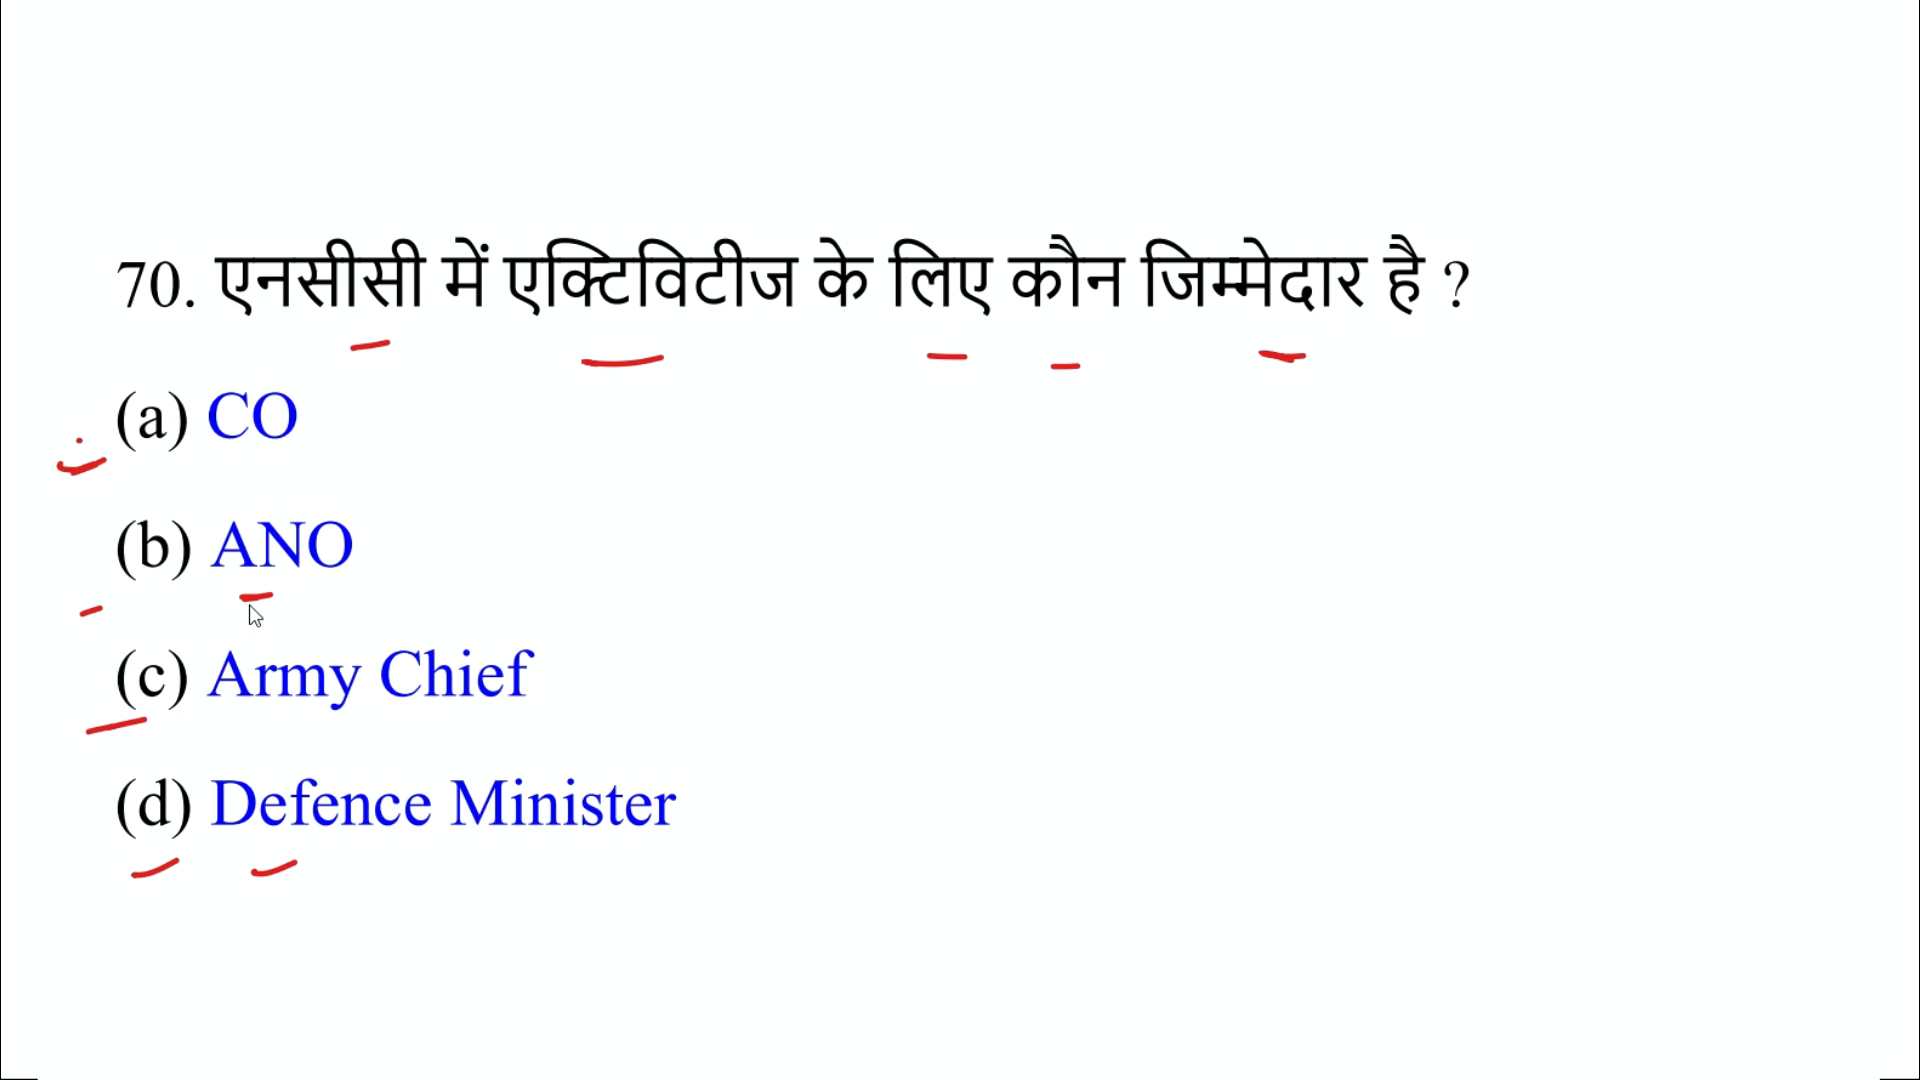 70. एनसीसी में एक्टिविटीज के लिए कौन जिम्मेदार है ?
(a) CO
(b) ANO
(c) Army Chief
(d) Defence Minister